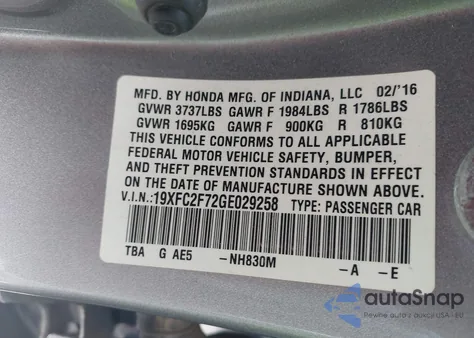 MFD. BY HONDA MFG. OF INDIANA, LLC 02/'16
GVWR 3737LBS GAWR F 1984LBS R 1786LBS
GVWR 1695KG GAWR F 900KG R 810KG
THIS VEHICLE CONFORMS TO ALL APPLICABLE
FEDERAL MOTOR VEHICLE SAFETY, BUMPER,
AND THEFT PREVENTION STANDARDS IN EFFECT ON
THE DATE OF MANUFACTURE SHOWN ABOVE.
V.I.N.: 19XFC2F72GE029258 TYPE: PASSENGER CAR
TBA G AE5 -NH830M -A -E
autoSnap